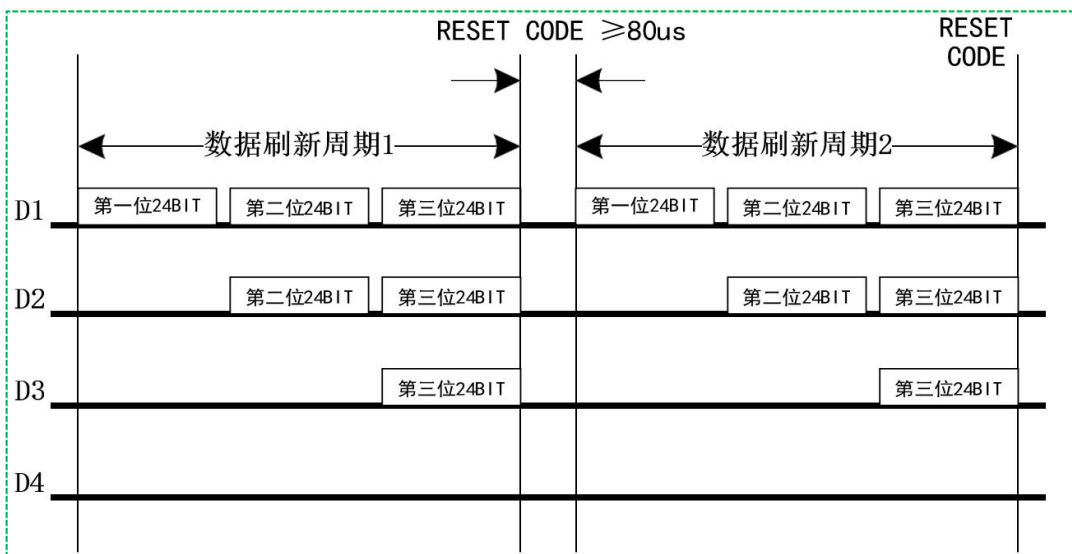 RESET CODE ≥80us
RESET
CODE
数据刷新周期1
数据刷新周期2
D1
第一位24BIT
第二位24BIT
第三位24BIT
第一位24BIT
第二位24BIT
第三位24BIT
D2
第二位24BIT
第三位24BIT
第二位24BIT
第三位24BIT
D3
第三位24BIT
第三位24BIT
D4